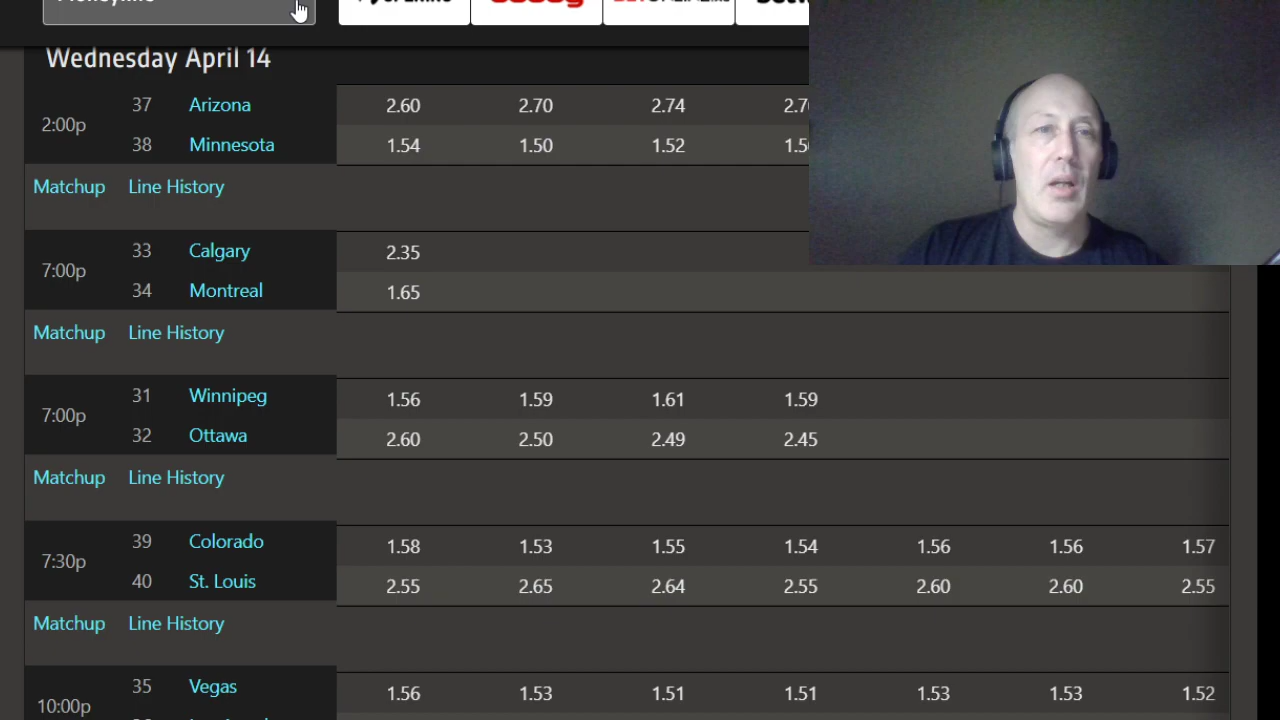 Wednesday April 14
2:00p 37 Arizona 2.60 2.70 2.74
38 Minnesota 1.54 1.50 1.52
Matchup Line History
7:00p 33 Calgary 2.35
34 Montreal 1.65
Matchup Line History
7:00p 31 Winnipeg 1.56 1.59 1.61 1.59
32 Ottawa 2.60 2.50 2.49 2.45
Matchup Line History
7:30p 39 Colorado 1.58 1.53 1.55 1.54 1.56 1.56 1.57
40 St. Louis 2.55 2.65 2.64 2.55 2.60 2.60 2.55
Matchup Line History
10:00p 35 Vegas 1.56 1.53 1.51 1.51 1.53 1.53 1.52